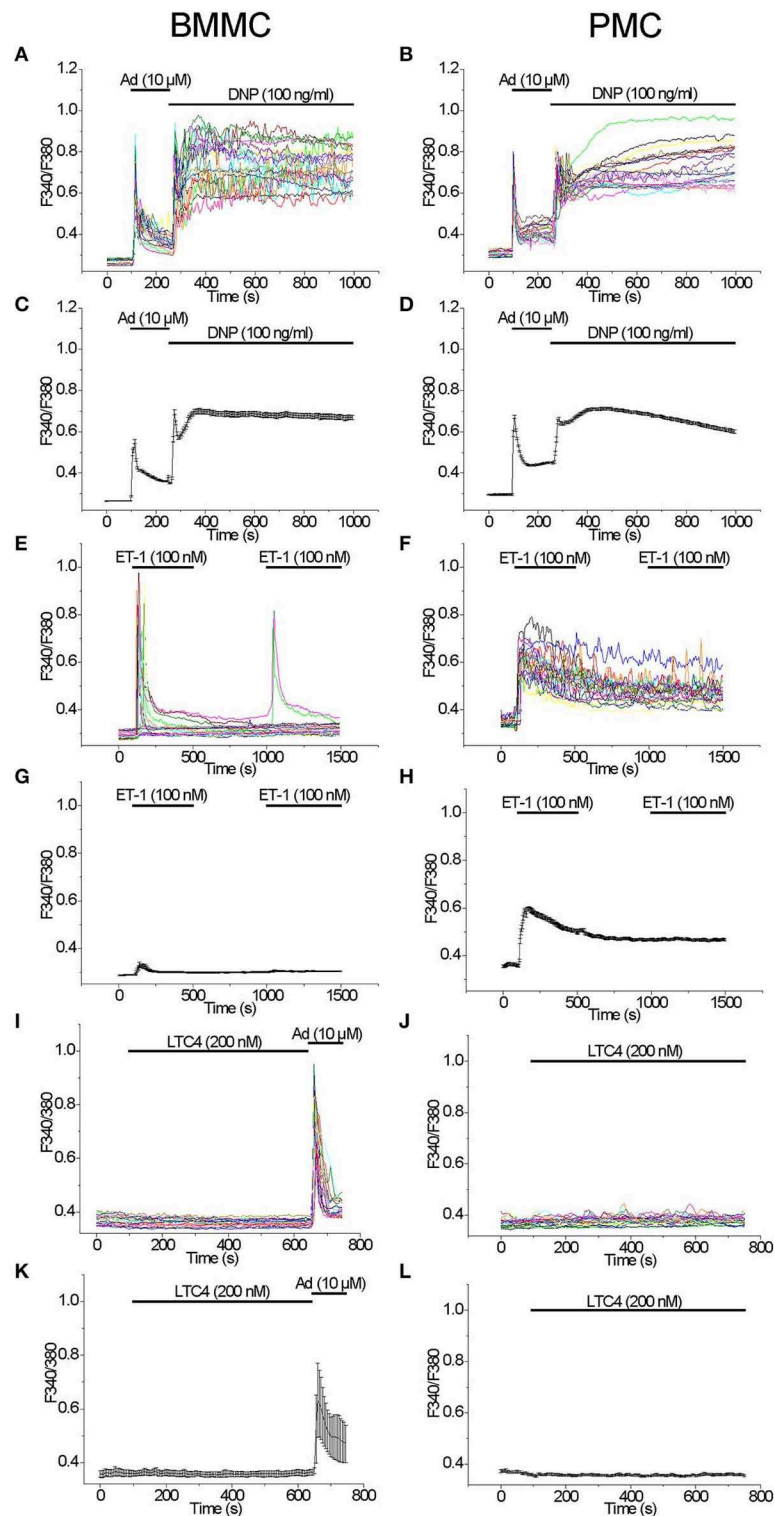 BMMC
PMC
A
Ad (10 µM)
DNP (100 ng/ml)
F340/F380
1.2
1.0
0.8
0.6
0.4
0 200 400 600 800 1000
Time (s)
B
Ad (10 µM)
DNP (100 ng/ml)
F340/F380
1.2
1.0
0.8
0.6
0.4
0 200 400 600 800 1000
Time (s)
C
Ad (10 µM)
DNP (100 ng/ml)
F340/F380
1.2
1.0
0.8
0.6
0.4
0 200 400 600 800 1000
Time (s)
D
Ad (10 µM)
DNP (100 ng/ml)
F340/F380
1.2
1.0
0.8
0.6
0.4
0 200 400 600 800 1000
Time (s)
E
ET-1 (100 nM) ET-1 (100 nM)
F340/F380
1.0
0.8
0.6
0.4
0 500 1000 1500
Time (s)
F
ET-1 (100 nM) ET-1 (100 nM)
F340/F380
1.0
0.8
0.6
0.4
0 500 1000 1500
Time (s)
G
ET-1 (100 nM) ET-1 (100 nM)
F340/F380
1.0
0.8
0.6
0.4
0 500 1000 1500
Time (s)
H
ET-1 (100 nM) ET-1 (100 nM)
F340/F380
1.0
0.8
0.6
0.4
0 500 1000 1500
Time (s)
I
LTC4 (200 nM)
Ad (10 µM)
F340/380
1.0
0.8
0.6
0.4
0 200 400 600 800
Time (s)
J
LTC4 (200 nM)
F340/F380
1.0
0.8
0.6
0.4
0 200 400 600 800
Time (s)
K
LTC4 (200 nM)
Ad (10 µM)
F340/380
1.0
0.8
0.6
0.4
0 200 400 600 800
Time (s)
L
LTC4 (200 nM)
F340/F380
1.0
0.8
0.6
0.4
0 200 400 600 800
Time (s)